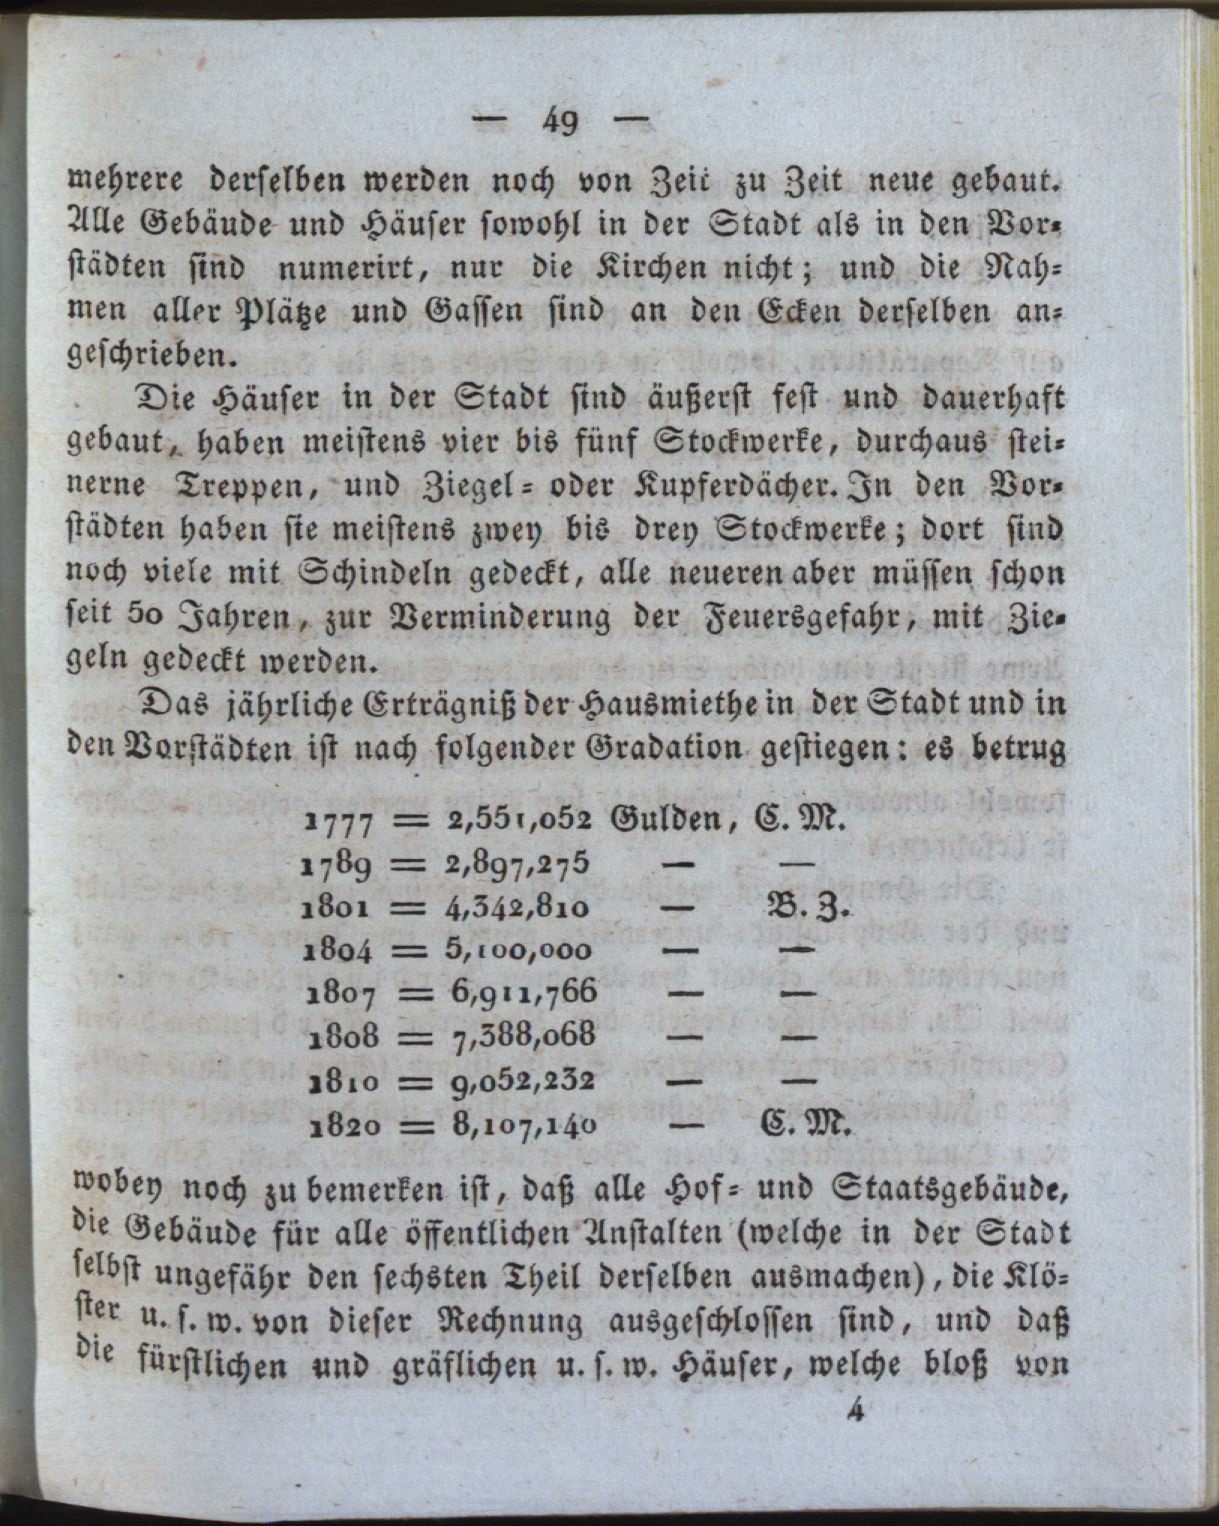 — 49 —
mehrere derselben werden noch von Zeit zu Zeit neue gebaut.
Alle Gebäude und Häuser sowohl in der Stadt als in den Vor-
städten sind numerirt, nur die Kirchen nicht; und die Nah-
men aller Plätze und Gassen sind an den Ecken derselben an-
geschrieben.
Die Häuser in der Stadt sind äußerst fest und dauerhaft
gebaut, haben meistens vier bis fünf Stockwerke, durchaus stei-
nerne Treppen, und Ziegel- oder Kupferdächer. In den Vor-
städten haben sie meistens zwey bis drey Stockwerke; dort sind
noch viele mit Schindeln gedeckt, alle neueren aber müssen schon
seit 50 Jahren, zur Verminderung der Feuersgefahr, mit Zie-
geln gedeckt werden.
Das jährliche Erträgniß der Hausmiethe in der Stadt und in
den Vorstädten ist nach folgender Gradation gestiegen: es betrug
1777 = 2,551,052 Gulden, C. M.
1789 = 2,897,275 — —
1801 = 4,342,810 — B. Z.
1804 = 5,100,000 — —
1807 = 6,911,766 — —
1808 = 7,388,068 — —
1810 = 9,052,232 — —
1820 = 8,107,140 — C. M.
wobey noch zu bemerken ist, daß alle Hof- und Staatsgebäude,
die Gebäude für alle öffentlichen Anstalten (welche in der Stadt
selbst ungefähr den sechsten Theil derselben ausmachen), die Klö-
ster u. s. w. von dieser Rechnung ausgeschlossen sind, und daß
die fürstlichen und gräflichen u. s. w. Häuser, welche bloß von
4